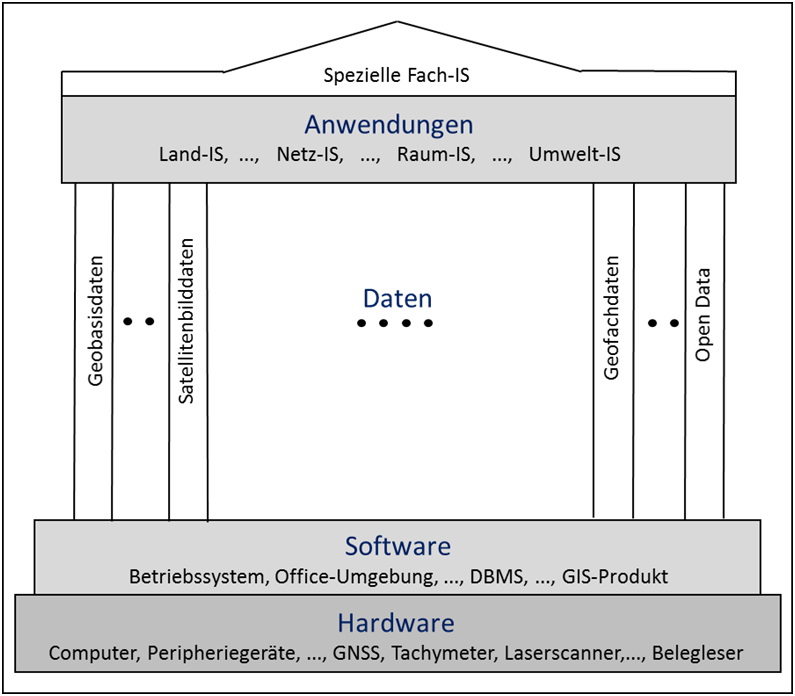 Spezielle Fach-IS
Anwendungen
Land-IS, ..., Netz-IS, ..., Raum-IS, ..., Umwelt-IS
Geobasisdaten
Satellitenbilddaten
Daten
Geofachdaten
Open Data
Software
Betriebssystem, Office-Umgebung, ..., DBMS, ..., GIS-Produkt
Hardware
Computer, Peripheriegeräte, ..., GNSS, Tachymeter, Laserscanner,..., Belegleser